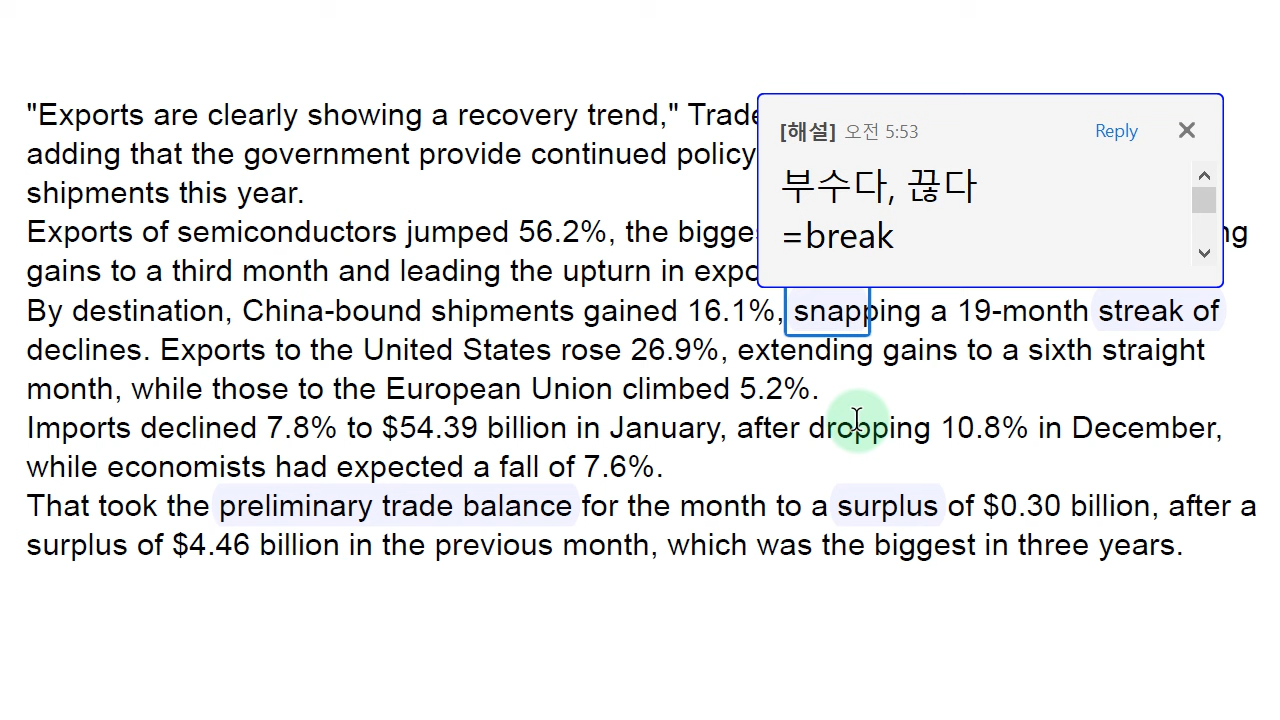 "Exports are clearly showing a recovery trend," Trade
adding that the government provide continued policy
shipments this year.
Exports of semiconductors jumped 56.2%, the bigges ng
gains to a third month and leading the upturn in expo
By destination, China-bound shipments gained 16.1%, snapping a 19-month streak of
declines. Exports to the United States rose 26.9%, extending gains to a sixth straight
month, while those to the European Union climbed 5.2%.
Imports declined 7.8% to $54.39 billion in January, after dropping 10.8% in December,
while economists had expected a fall of 7.6%.
That took the preliminary trade balance for the month to a surplus of $0.30 billion, after a
surplus of $4.46 billion in the previous month, which was the biggest in three years.
[해설] 오전 5:53 Reply
부수다, 끊다
=break